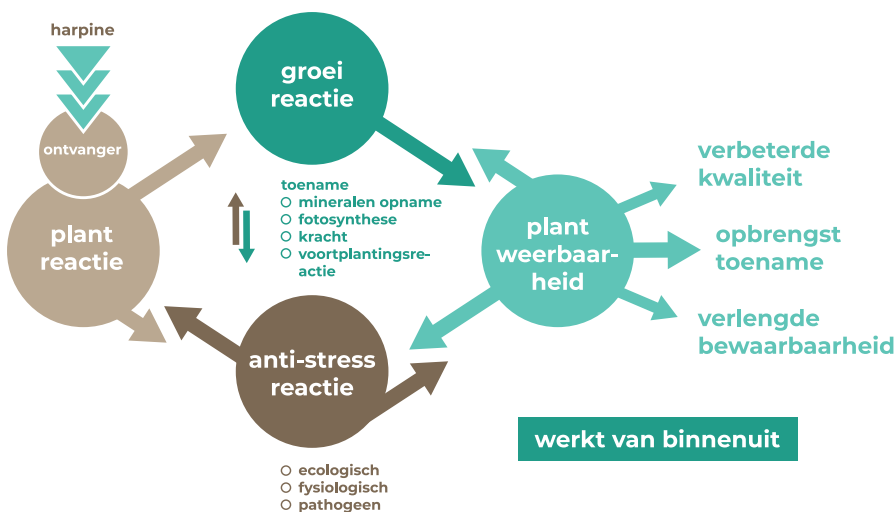 harpine
ontvanger
plant
reactie
groei
reactie
toename
mineralen opname
fotosynthese
kracht
voortplantingsre-
actie
anti-stress
reactie
ecologisch
fysiologisch
pathogeen
plant
weerbaar-
heid
verbeterde
kwaliteit
opbrengst
toename
verlengde
bewaarbaarheid
werkt van binnenuit